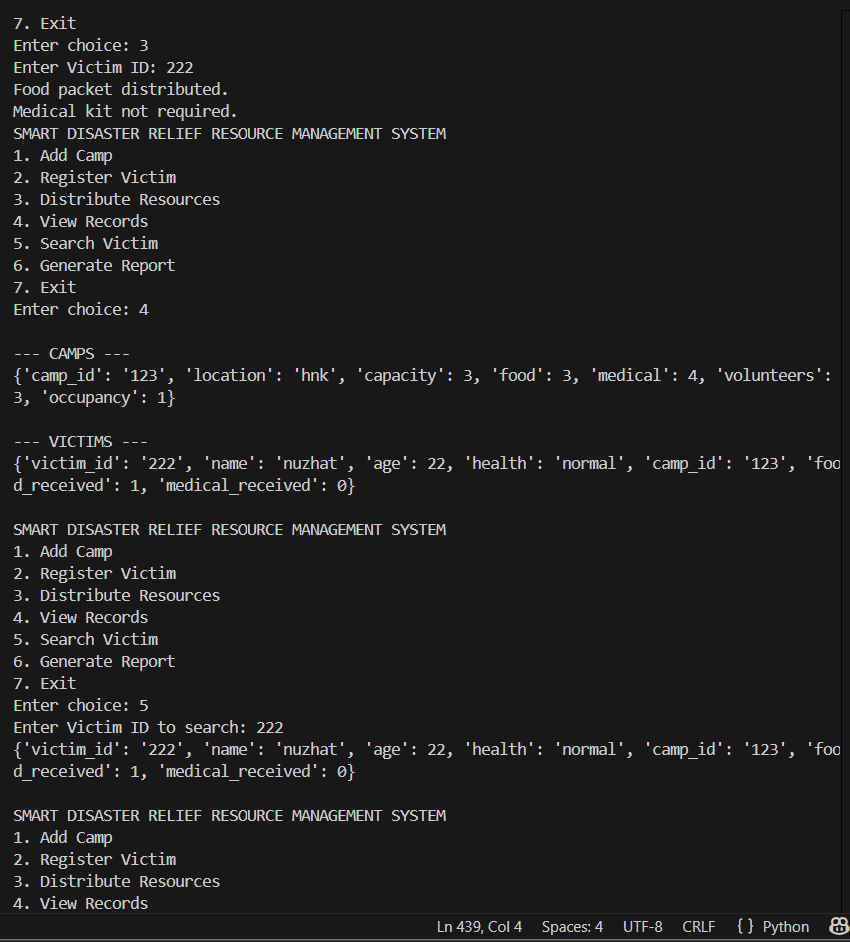 7. Exit
Enter choice: 3
Enter Victim ID: 222
Food packet distributed.
Medical kit not required.
SMART DISASTER RELIEF RESOURCE MANAGEMENT SYSTEM
1. Add Camp
2. Register Victim
3. Distribute Resources
4. View Records
5. Search Victim
6. Generate Report
7. Exit
Enter choice: 4

--- CAMPS ---
{'camp_id': '123', 'location': 'hnk', 'capacity': 3, 'food': 3, 'medical': 4, 'volunteers':
3, 'occupancy': 1}

--- VICTIMS ---
{'victim_id': '222', 'name': 'nuzhat', 'age': 22, 'health': 'normal', 'camp_id': '123', 'foo
d_received': 1, 'medical_received': 0}

SMART DISASTER RELIEF RESOURCE MANAGEMENT SYSTEM
1. Add Camp
2. Register Victim
3. Distribute Resources
4. View Records
5. Search Victim
6. Generate Report
7. Exit
Enter choice: 5
Enter Victim ID to search: 222
{'victim_id': '222', 'name': 'nuzhat', 'age': 22, 'health': 'normal', 'camp_id': '123', 'foo
d_received': 1, 'medical_received': 0}

SMART DISASTER RELIEF RESOURCE MANAGEMENT SYSTEM
1. Add Camp
2. Register Victim
3. Distribute Resources
4. View Records
Ln 439, Col 4 Spaces: 4 UTF-8 CRLF {} Python